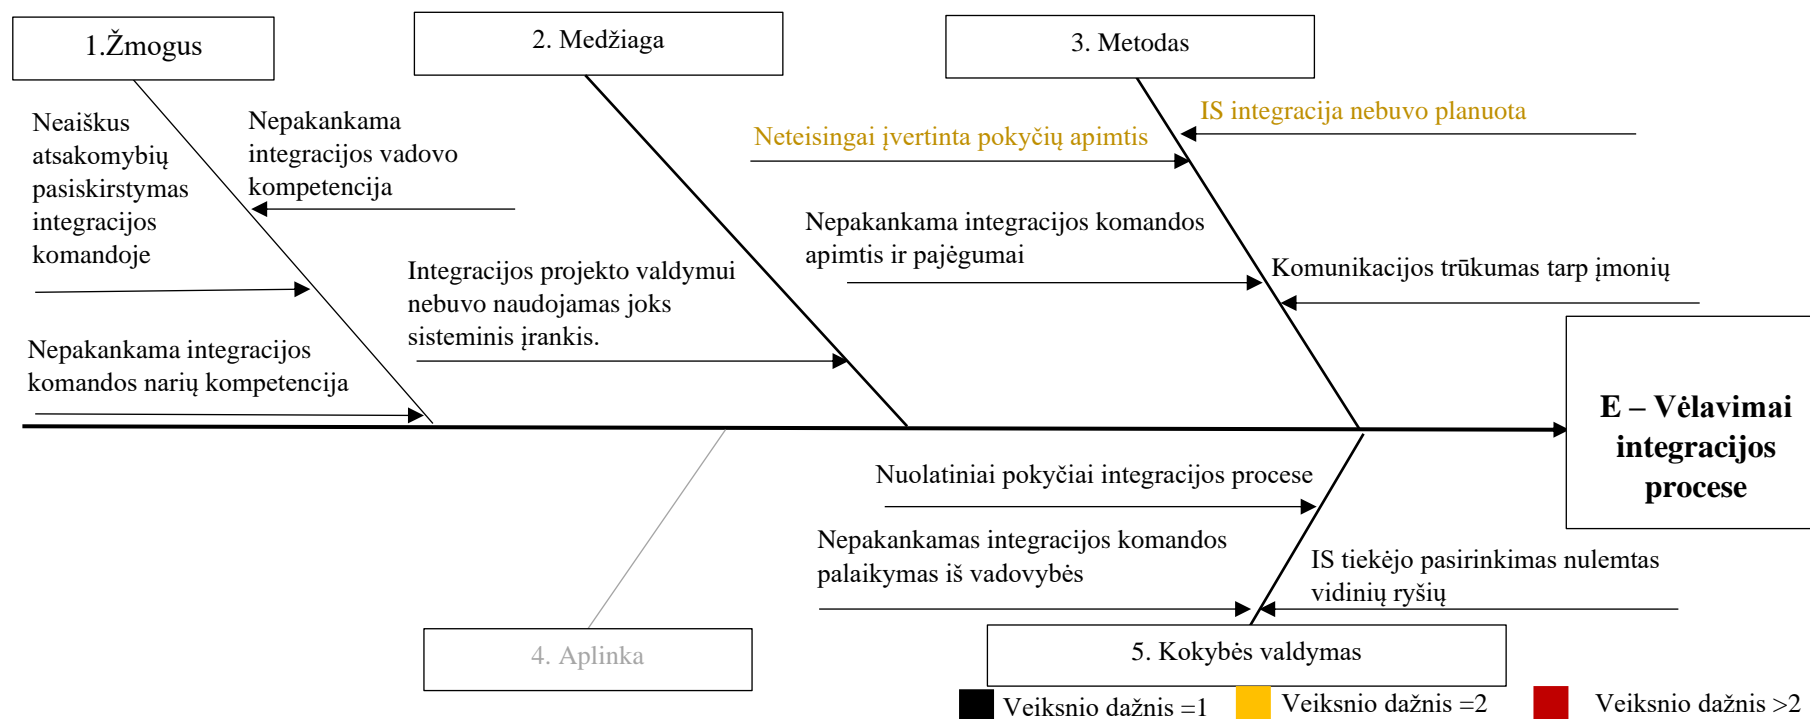 1.Žmogus
2. Medžiaga
3. Metodas
Neaiškus
atsakomybių
pasiskirstymas
integracijos
komandoje
Nepakankama
integracijos vadovo
kompetencija
Nepakankama integracijos
komandos narių kompetencija
Integracijos projekto valdymui
nebuvo naudojamas joks
sisteminis įrankis.
Neteisingai įvertinta pokyčių apimtis
IS integracija nebuvo planuota
Nepakankama integracijos komandos
apimtis ir pajėgumai
Komunikacijos trūkumas tarp įmonių
E – Vėlavimai
integracijos
procese
Nuolatiniai pokyčiai integracijos procese
Nepakankamas integracijos komandos
palaikymas iš vadovybės
IS tiekėjo pasirinkimas nulemtas
vidinių ryšių
4. Aplinka
5. Kokybės valdymas
Veiksnio dažnis =1
Veiksnio dažnis =2
Veiksnio dažnis >2